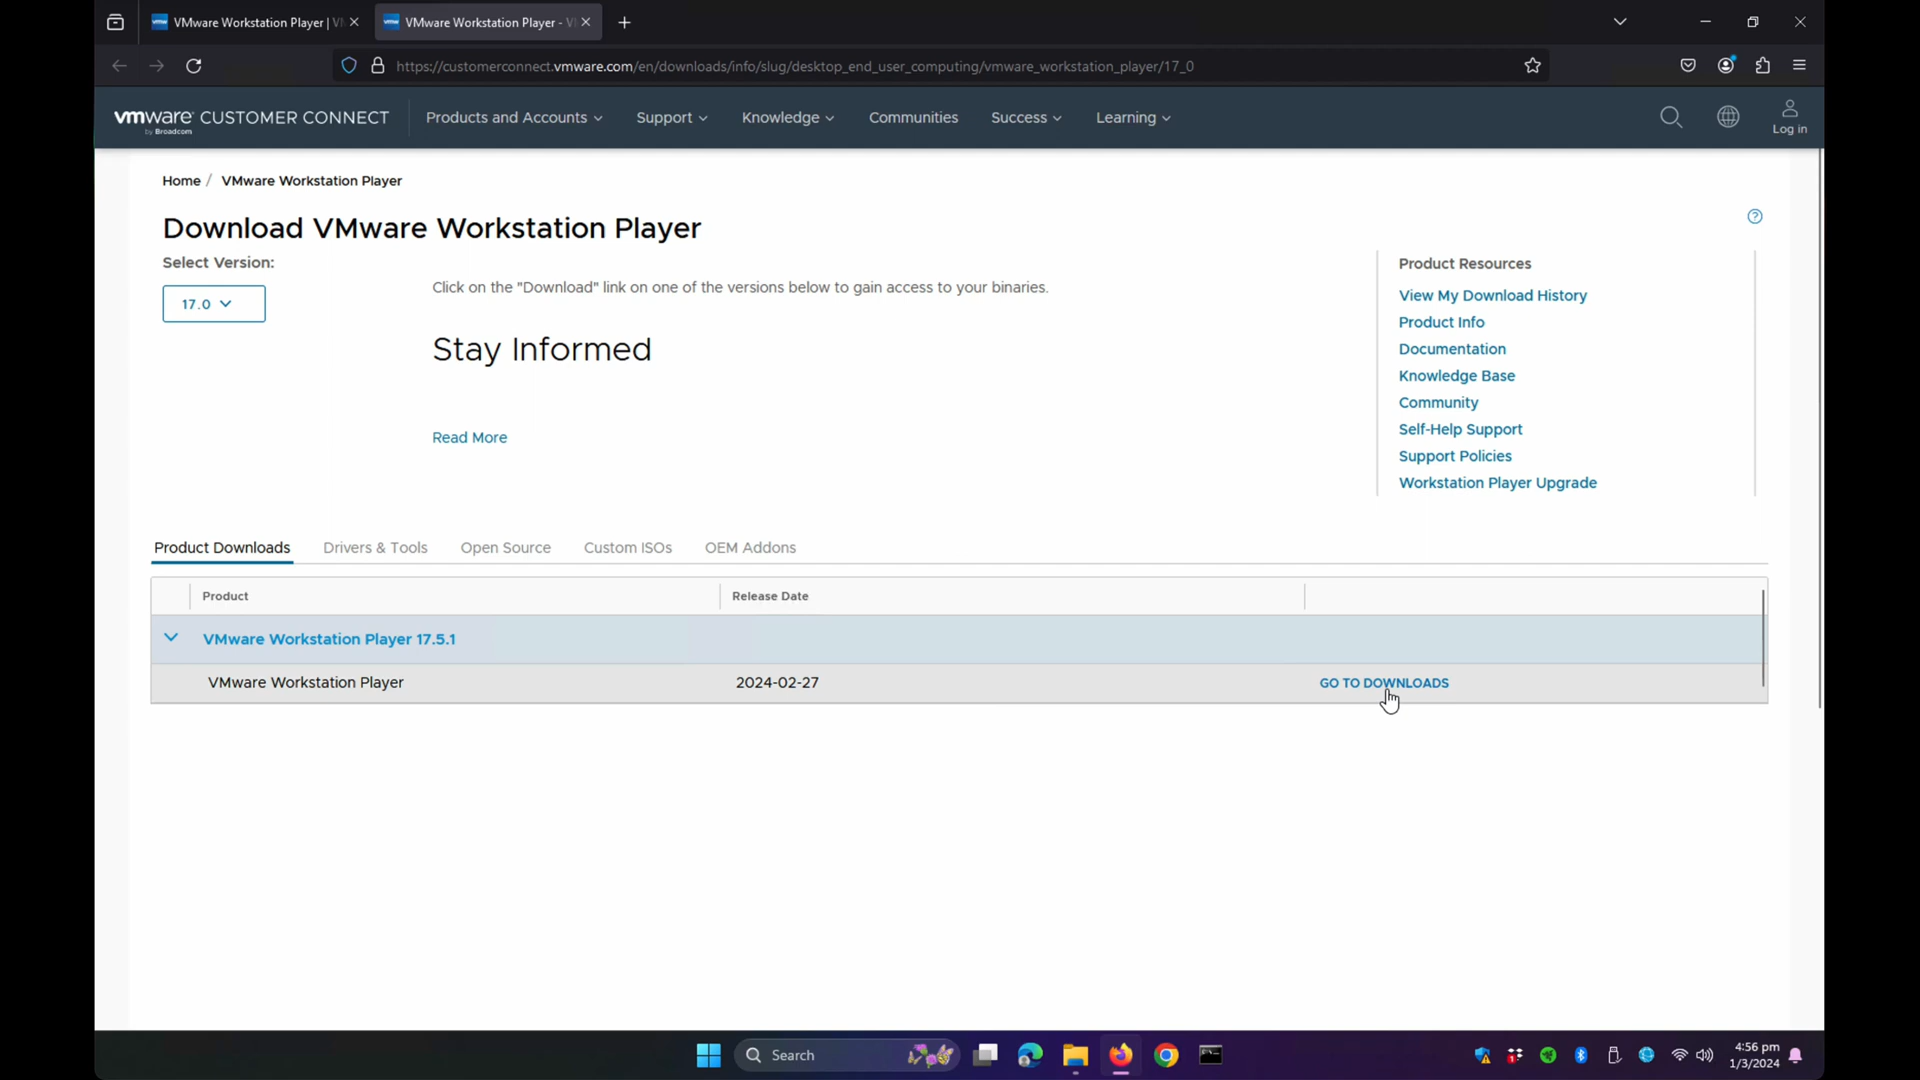 VMware Workstation Player | V
VMware Workstation Player - V
https://customerconnect.vmware.com/en/downloads/info/slug/desktop_end_user_computing/vmware_workstation_player/17_0
vmware by Broadcom CUSTOMER CONNECT
Products and Accounts
Support
Knowledge
Communities
Success
Learning
Log in
Home / VMware Workstation Player
Download VMware Workstation Player
Select Version:
17.0
Click on the "Download" link on one of the versions below to gain access to your binaries.
Stay Informed
Read More
Product Resources
View My Download History
Product Info
Documentation
Knowledge Base
Community
Self-Help Support
Support Policies
Workstation Player Upgrade
Product Downloads
Drivers & Tools
Open Source
Custom ISOs
OEM Addons
Product
Release Date
VMware Workstation Player 17.5.1
VMware Workstation Player
2024-02-27
GO TO DOWNLOADS
Search
4:56 pm
1/3/2024